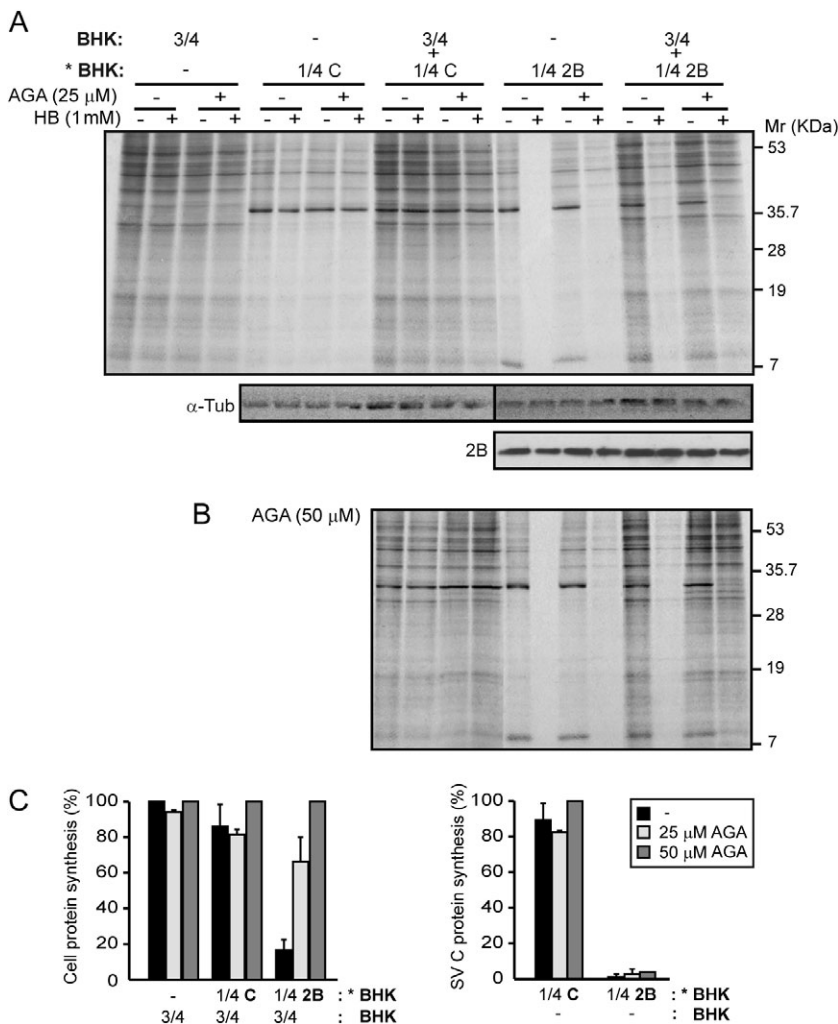 A
BHK: 3/4 - 3/4 - 3/4
+ +
* BHK: - 1/4 C 1/4 C 1/4 2B 1/4 2B
AGA (25 µM) - + - + - + - + - +
HB (1mM) - + - + - + - + - + - + - + - + - + - +
Mr (KDa)
53
35.7
28
19
7
α-Tub
2B
B
AGA (50 µM)
53
35.7
28
19
7
C
Cell protein synthesis (%)
100
80
60
40
20
0
- 1/4 C 1/4 2B : * BHK
3/4 3/4 3/4 : BHK
SV C protein synthesis (%)
100
80
60
40
20
0
1/4 C 1/4 2B : * BHK
- - : BHK
-
25 µM AGA
50 µM AGA